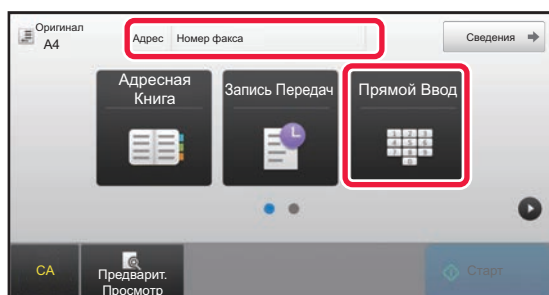 Оригинал
A4
Адрес Номер факса
Сведения
Адресная
Книга
Запись Передач
Прямой Ввод
CA
Предварит.
Просмотр
Старт